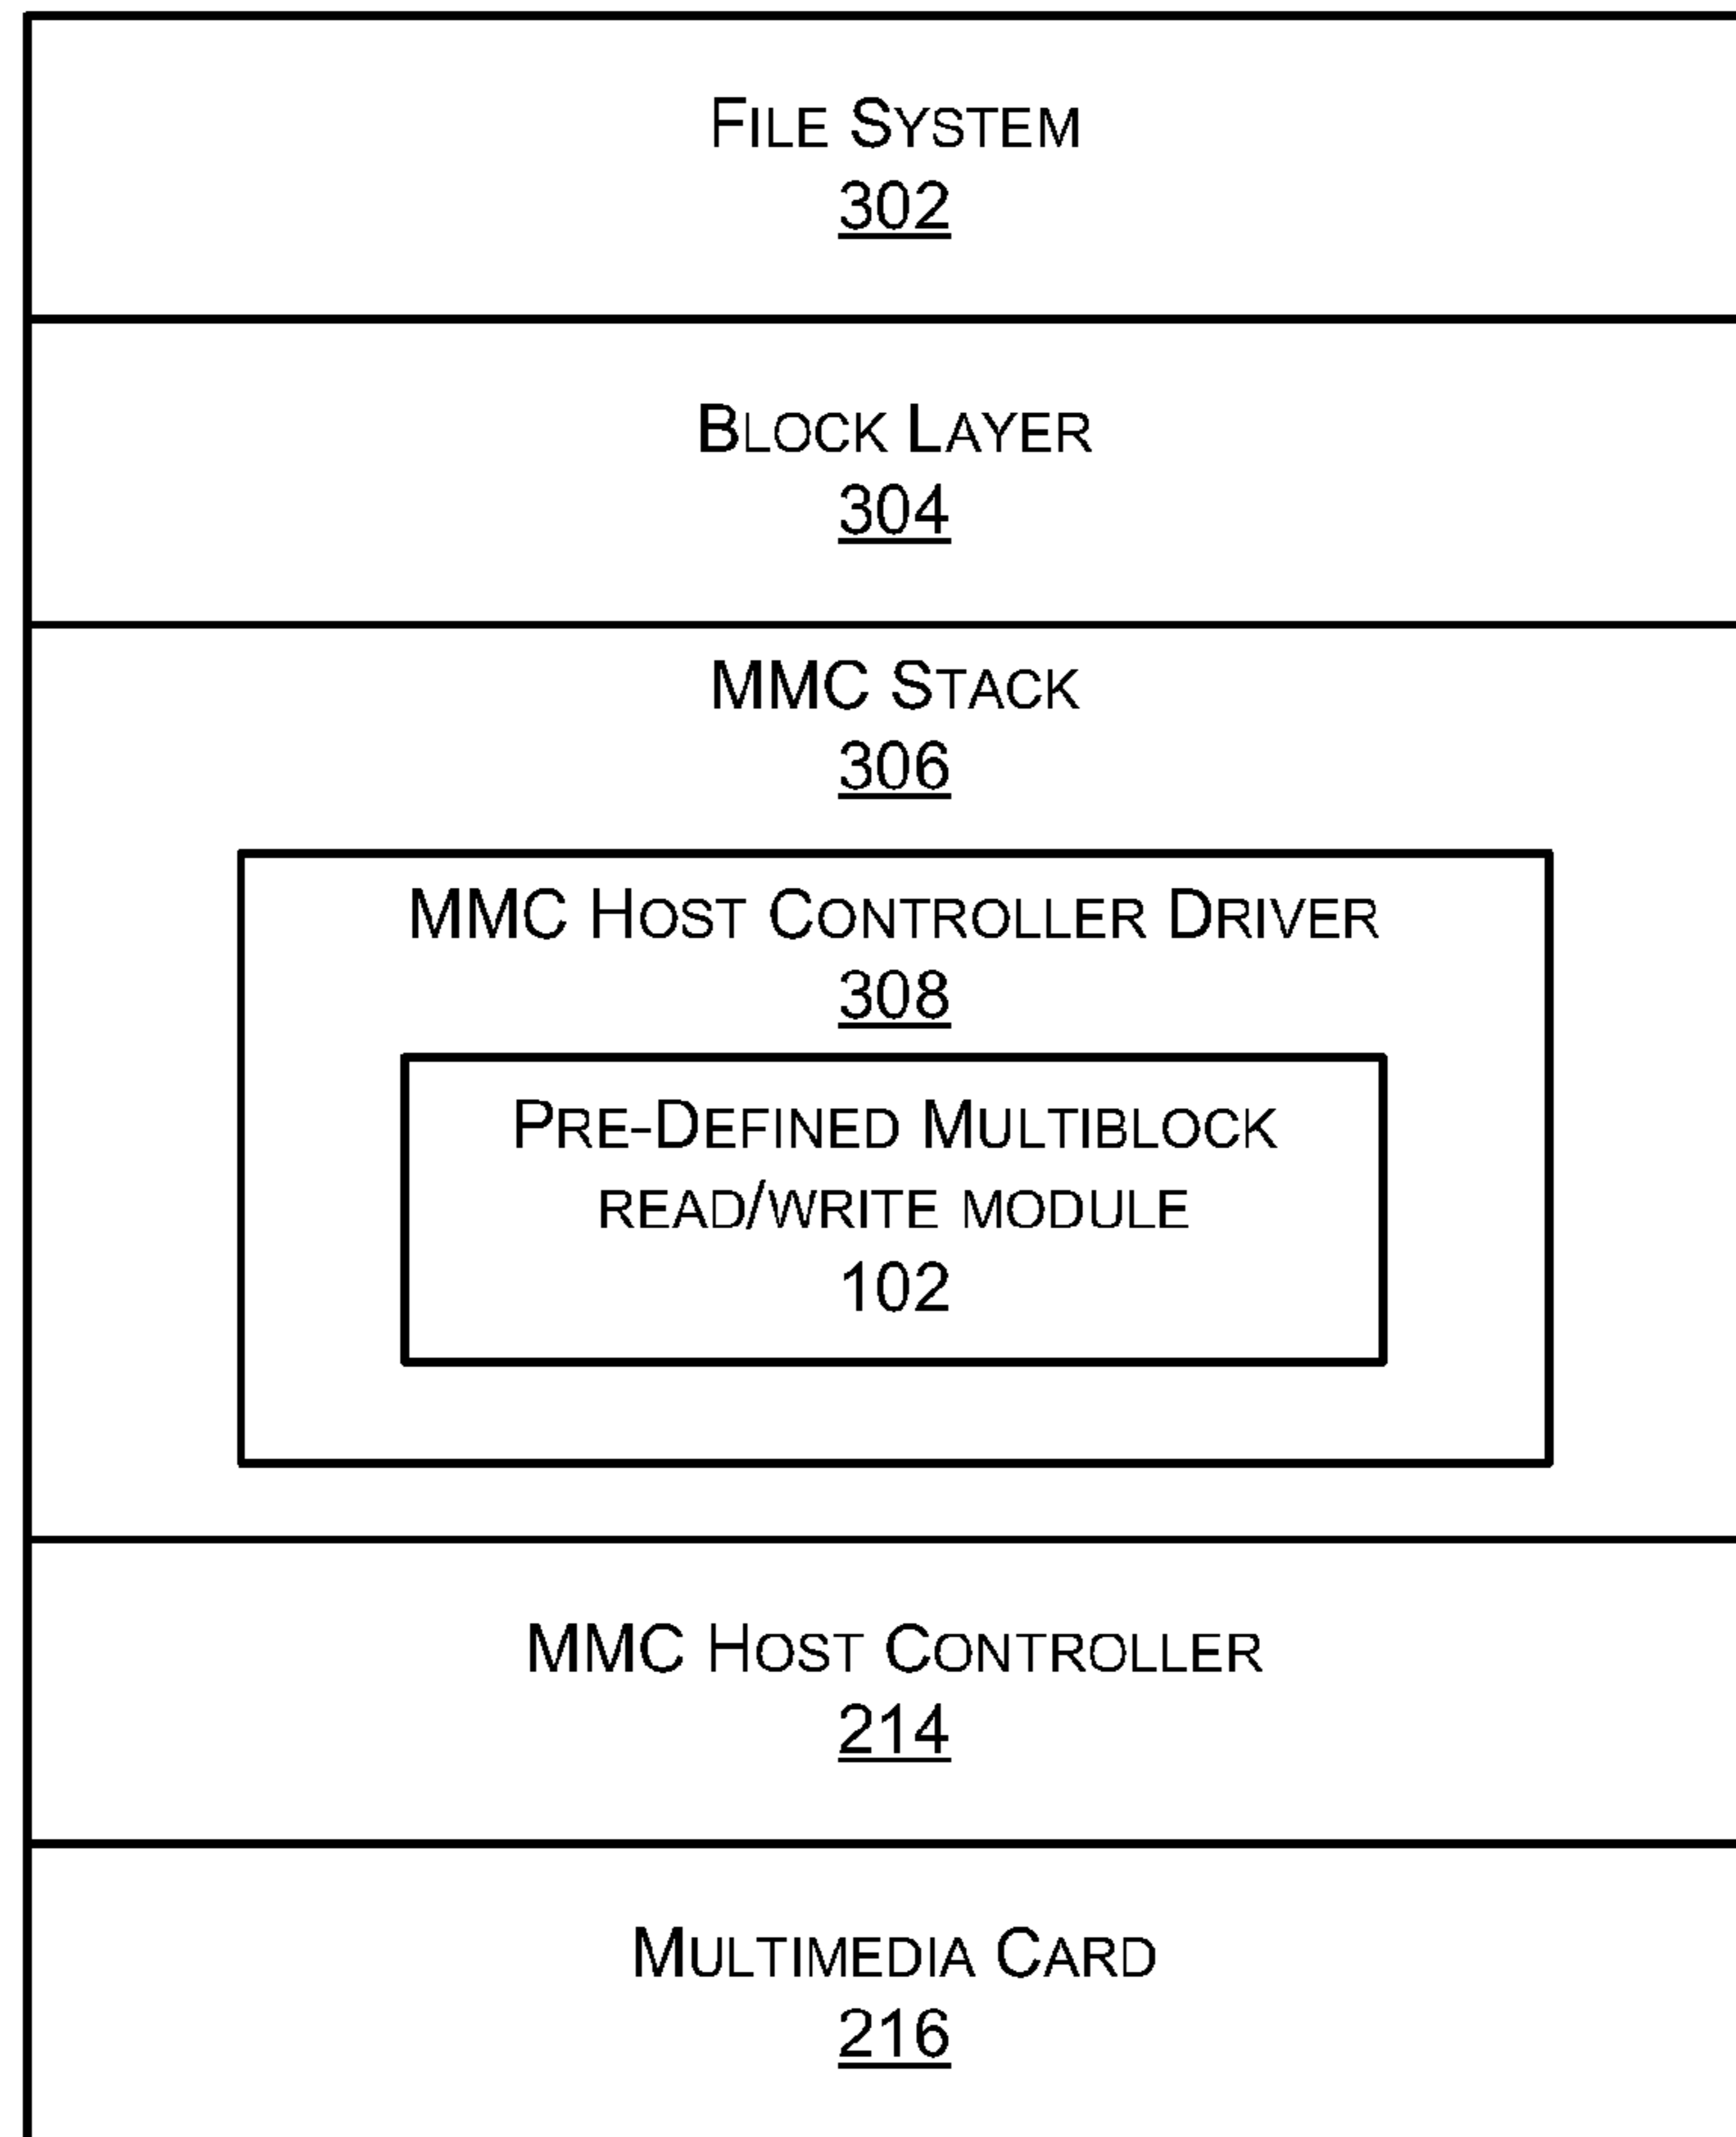 File System
302
Block Layer
304
MMC Stack
306
MMC Host Controller Driver
308
Pre-Defined Multiblock
read/write module
102
MMC Host Controller
214
Multimedia Card
216